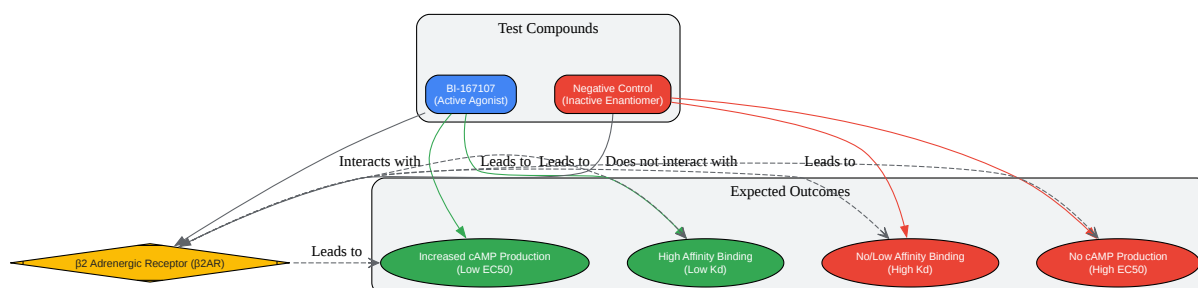 Test Compounds
BI-167107
(Active Agonist)
Negative Control
(Inactive Enantiomer)
Interacts with
Leads to
Leads to
Does not interact with
Leads to
Expected Outcomes
Leads to
β2 Adrenergic Receptor (β2AR)
Increased cAMP Production
(Low EC50)
High Affinity Binding
(Low Kd)
No/Low Affinity Binding
(High Kd)
No cAMP Production
(High EC50)